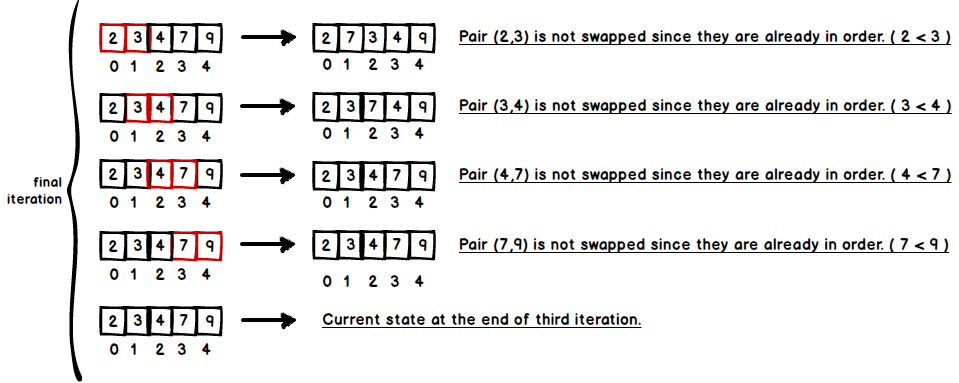 2 3 4 7 9 2 7 3 4 9 Pair (2,3) is not swapped since they are already in order. ( 2 < 3 )
0 1 2 3 4 0 1 2 3 4
2 3 4 7 9 2 3 7 4 9 Pair (3,4) is not swapped since they are already in order. ( 3 < 4 )
0 1 2 3 4 0 1 2 3 4
2 3 4 7 9 2 3 4 7 9 Pair (4,7) is not swapped since they are already in order. ( 4 < 7 )
final
iteration
0 1 2 3 4 0 1 2 3 4
2 3 4 7 9 2 3 4 7 9 Pair (7,9) is not swapped since they are already in order. ( 7 < 9 )
0 1 2 3 4 0 1 2 3 4
2 3 4 7 9 Current state at the end of third iteration.
0 1 2 3 4